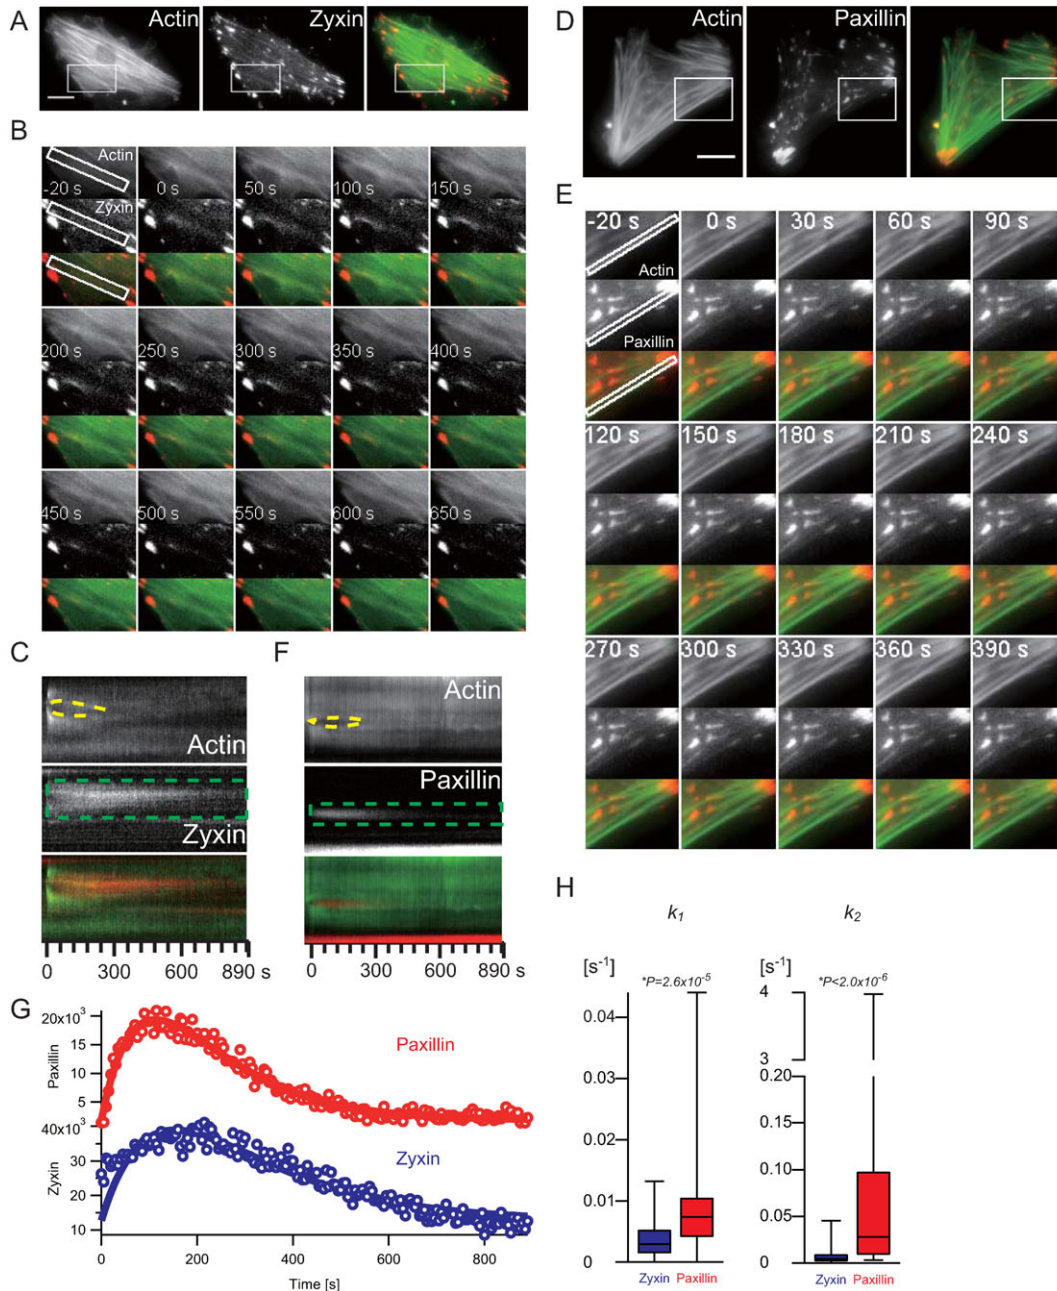 A
Actin
Zyxin
B
Actin
-20 s
0 s
50 s
100 s
150 s
Zyxin
200 s
250 s
300 s
350 s
400 s
450 s
500 s
550 s
600 s
650 s
C
Actin
Zyxin
0
300
600
890 s
D
Actin
Paxillin
E
-20 s
0 s
30 s
60 s
90 s
Actin
Paxillin
120 s
150 s
180 s
210 s
240 s
270 s
300 s
330 s
360 s
390 s
F
Actin
Paxillin
0
300
600
890 s
G
20x10³
15
10
5
Paxillin
Paxillin
40x10³
30
20
10
Zyxin
Zyxin
0
200
400
600
800
Time [s]
H
k₁
[s⁻¹]
*P=2.6x10⁻⁵
0.04
0.03
0.02
0.01
0
Zyxin
Paxillin
k₂
[s⁻¹]
*P<2.0x10⁻⁶
4
3
0.20
0.10
0.05
0
Zyxin
Paxillin